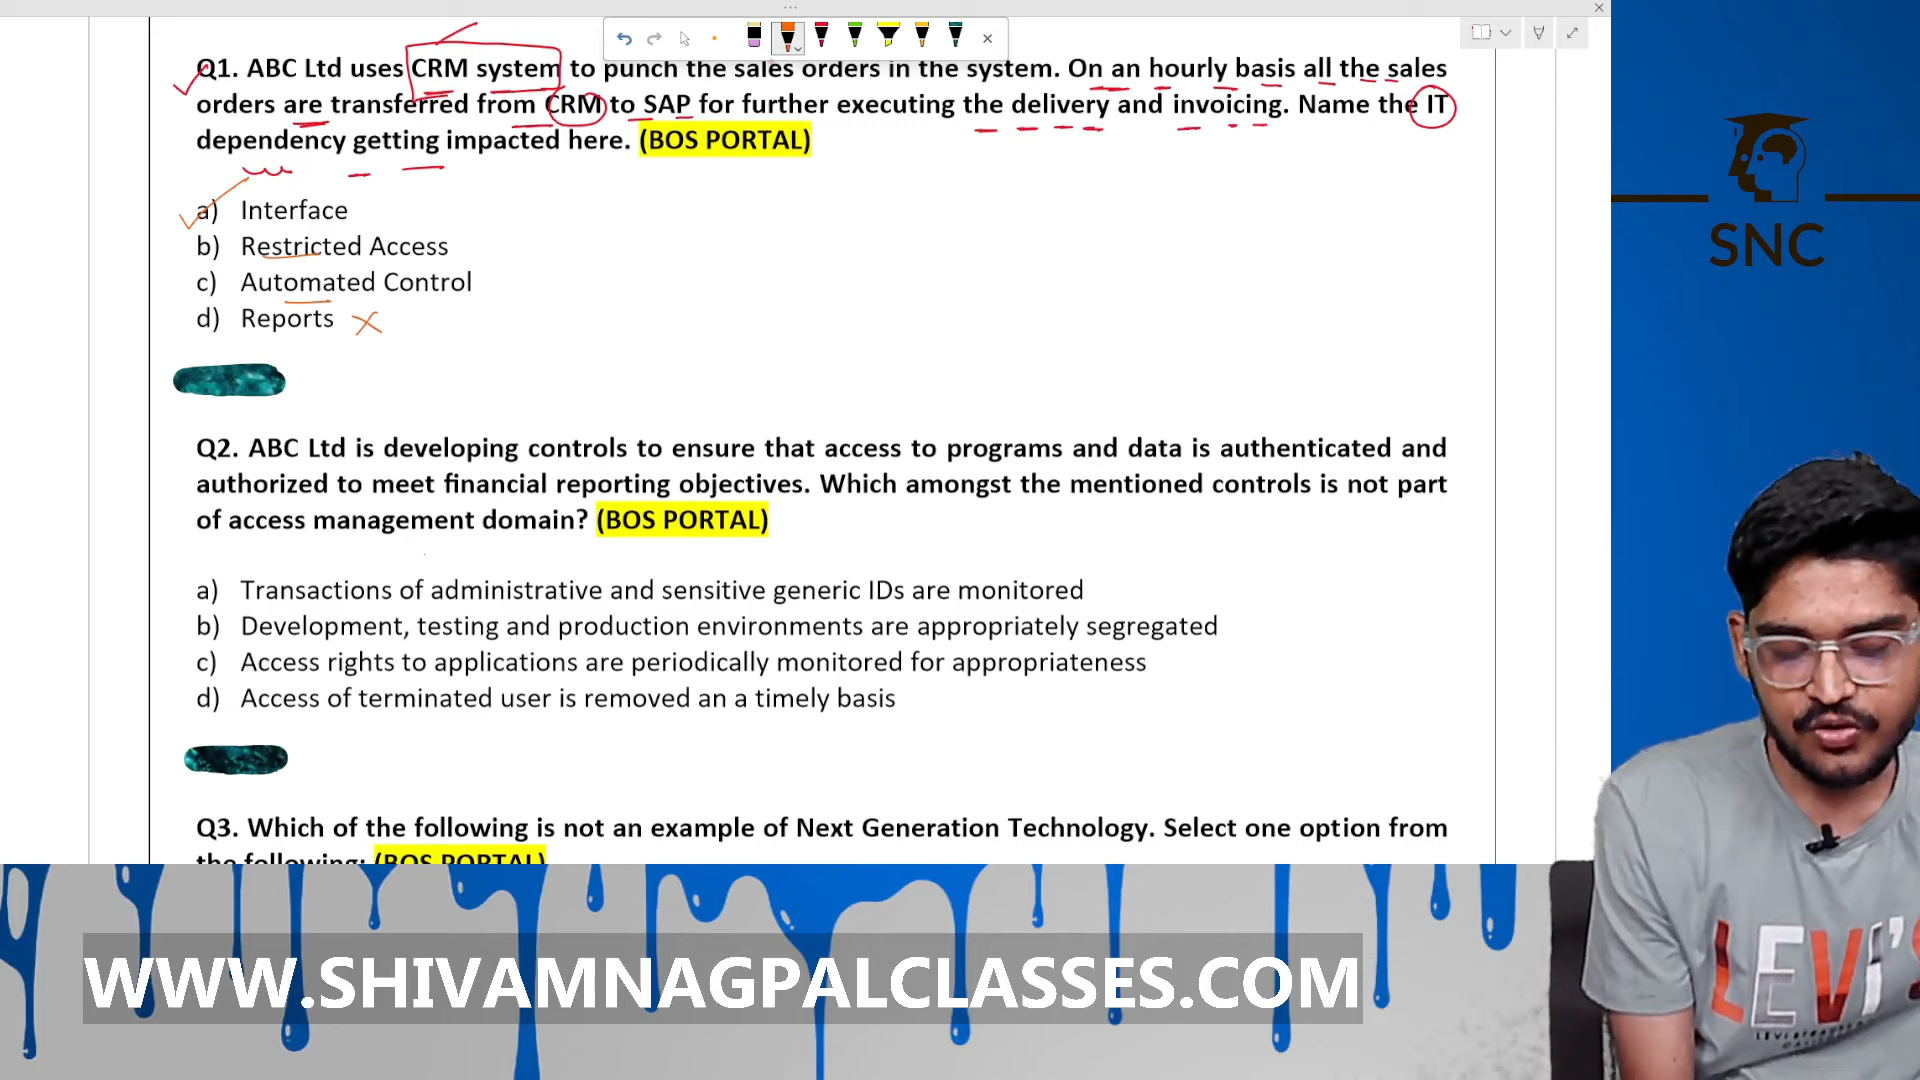 Q1. ABC Ltd uses CRM system to punch the sales orders in the system. On an hourly basis all the sales
orders are transferred from CRM to SAP for further executing the delivery and invoicing. Name the IT
dependency getting impacted here. (BOS PORTAL)
a) Interface
b) Restricted Access
c) Automated Control
d) Reports
SNC
Q2. ABC Ltd is developing controls to ensure that access to programs and data is authenticated and
authorized to meet financial reporting objectives. Which amongst the mentioned controls is not part
of access management domain? (BOS PORTAL)
a) Transactions of administrative and sensitive generic IDs are monitored
b) Development, testing and production environments are appropriately segregated
c) Access rights to applications are periodically monitored for appropriateness
d) Access of terminated user is removed an a timely basis
Q3. Which of the following is not an example of Next Generation Technology. Select one option from
the following: (BOS PORTAL)
WWW.SHIVAMNAGPALCLASSES.COM
LEVI'S